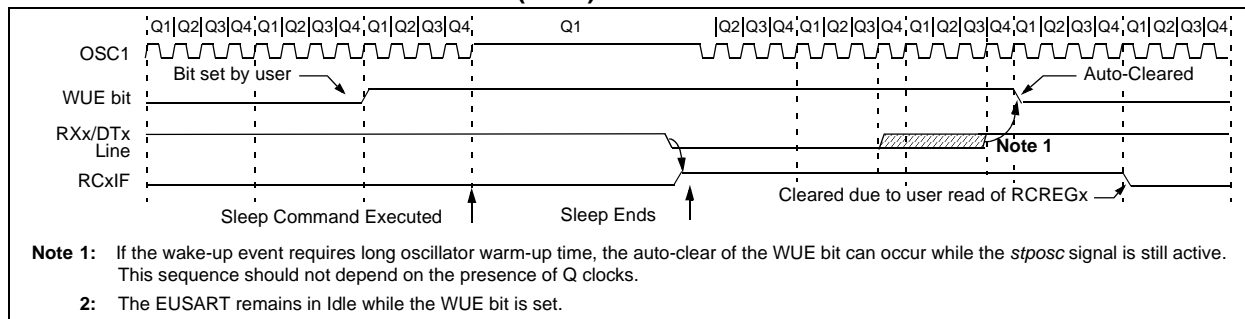 Q1 Q2 Q3 Q4 Q1 Q2 Q3 Q4 Q1 Q2 Q3 Q4 Q1 Q2 Q3 Q4 Q1 Q2 Q3 Q4 Q1 Q2 Q3 Q4 Q1 Q2 Q3 Q4 Q1 Q2 Q3 Q4
OSC1
Bit set by user
Auto-Cleared
WUE bit
RXx/DTx
Line
Note 1
RCxIF
Cleared due to user read of RCREGx
Sleep Command Executed
Sleep Ends
Note 1: If the wake-up event requires long oscillator warm-up time, the auto-clear of the WUE bit can occur while the stposc signal is still active.
This sequence should not depend on the presence of Q clocks.
2: The EUSART remains in Idle while the WUE bit is set.